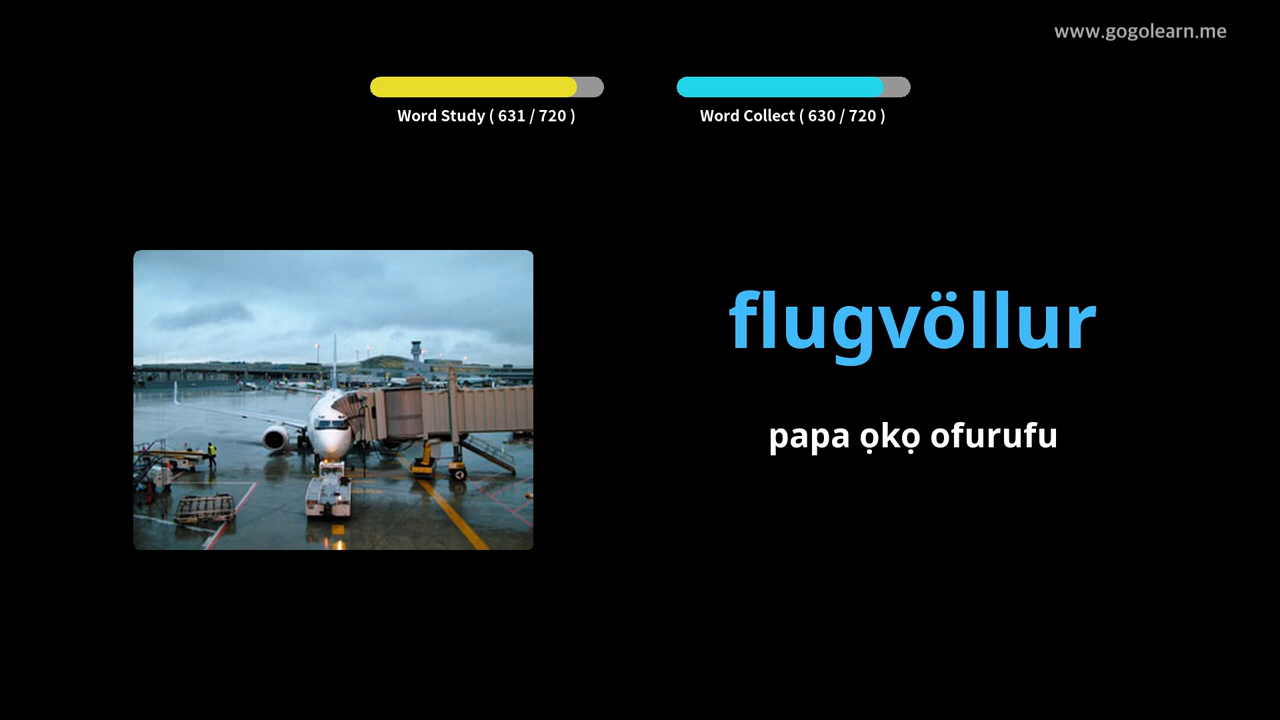 www.gogolearn.me
Word Study ( 631 / 720 )
Word Collect ( 630 / 720 )
flugvöllur
papa ọkọ ofurufu